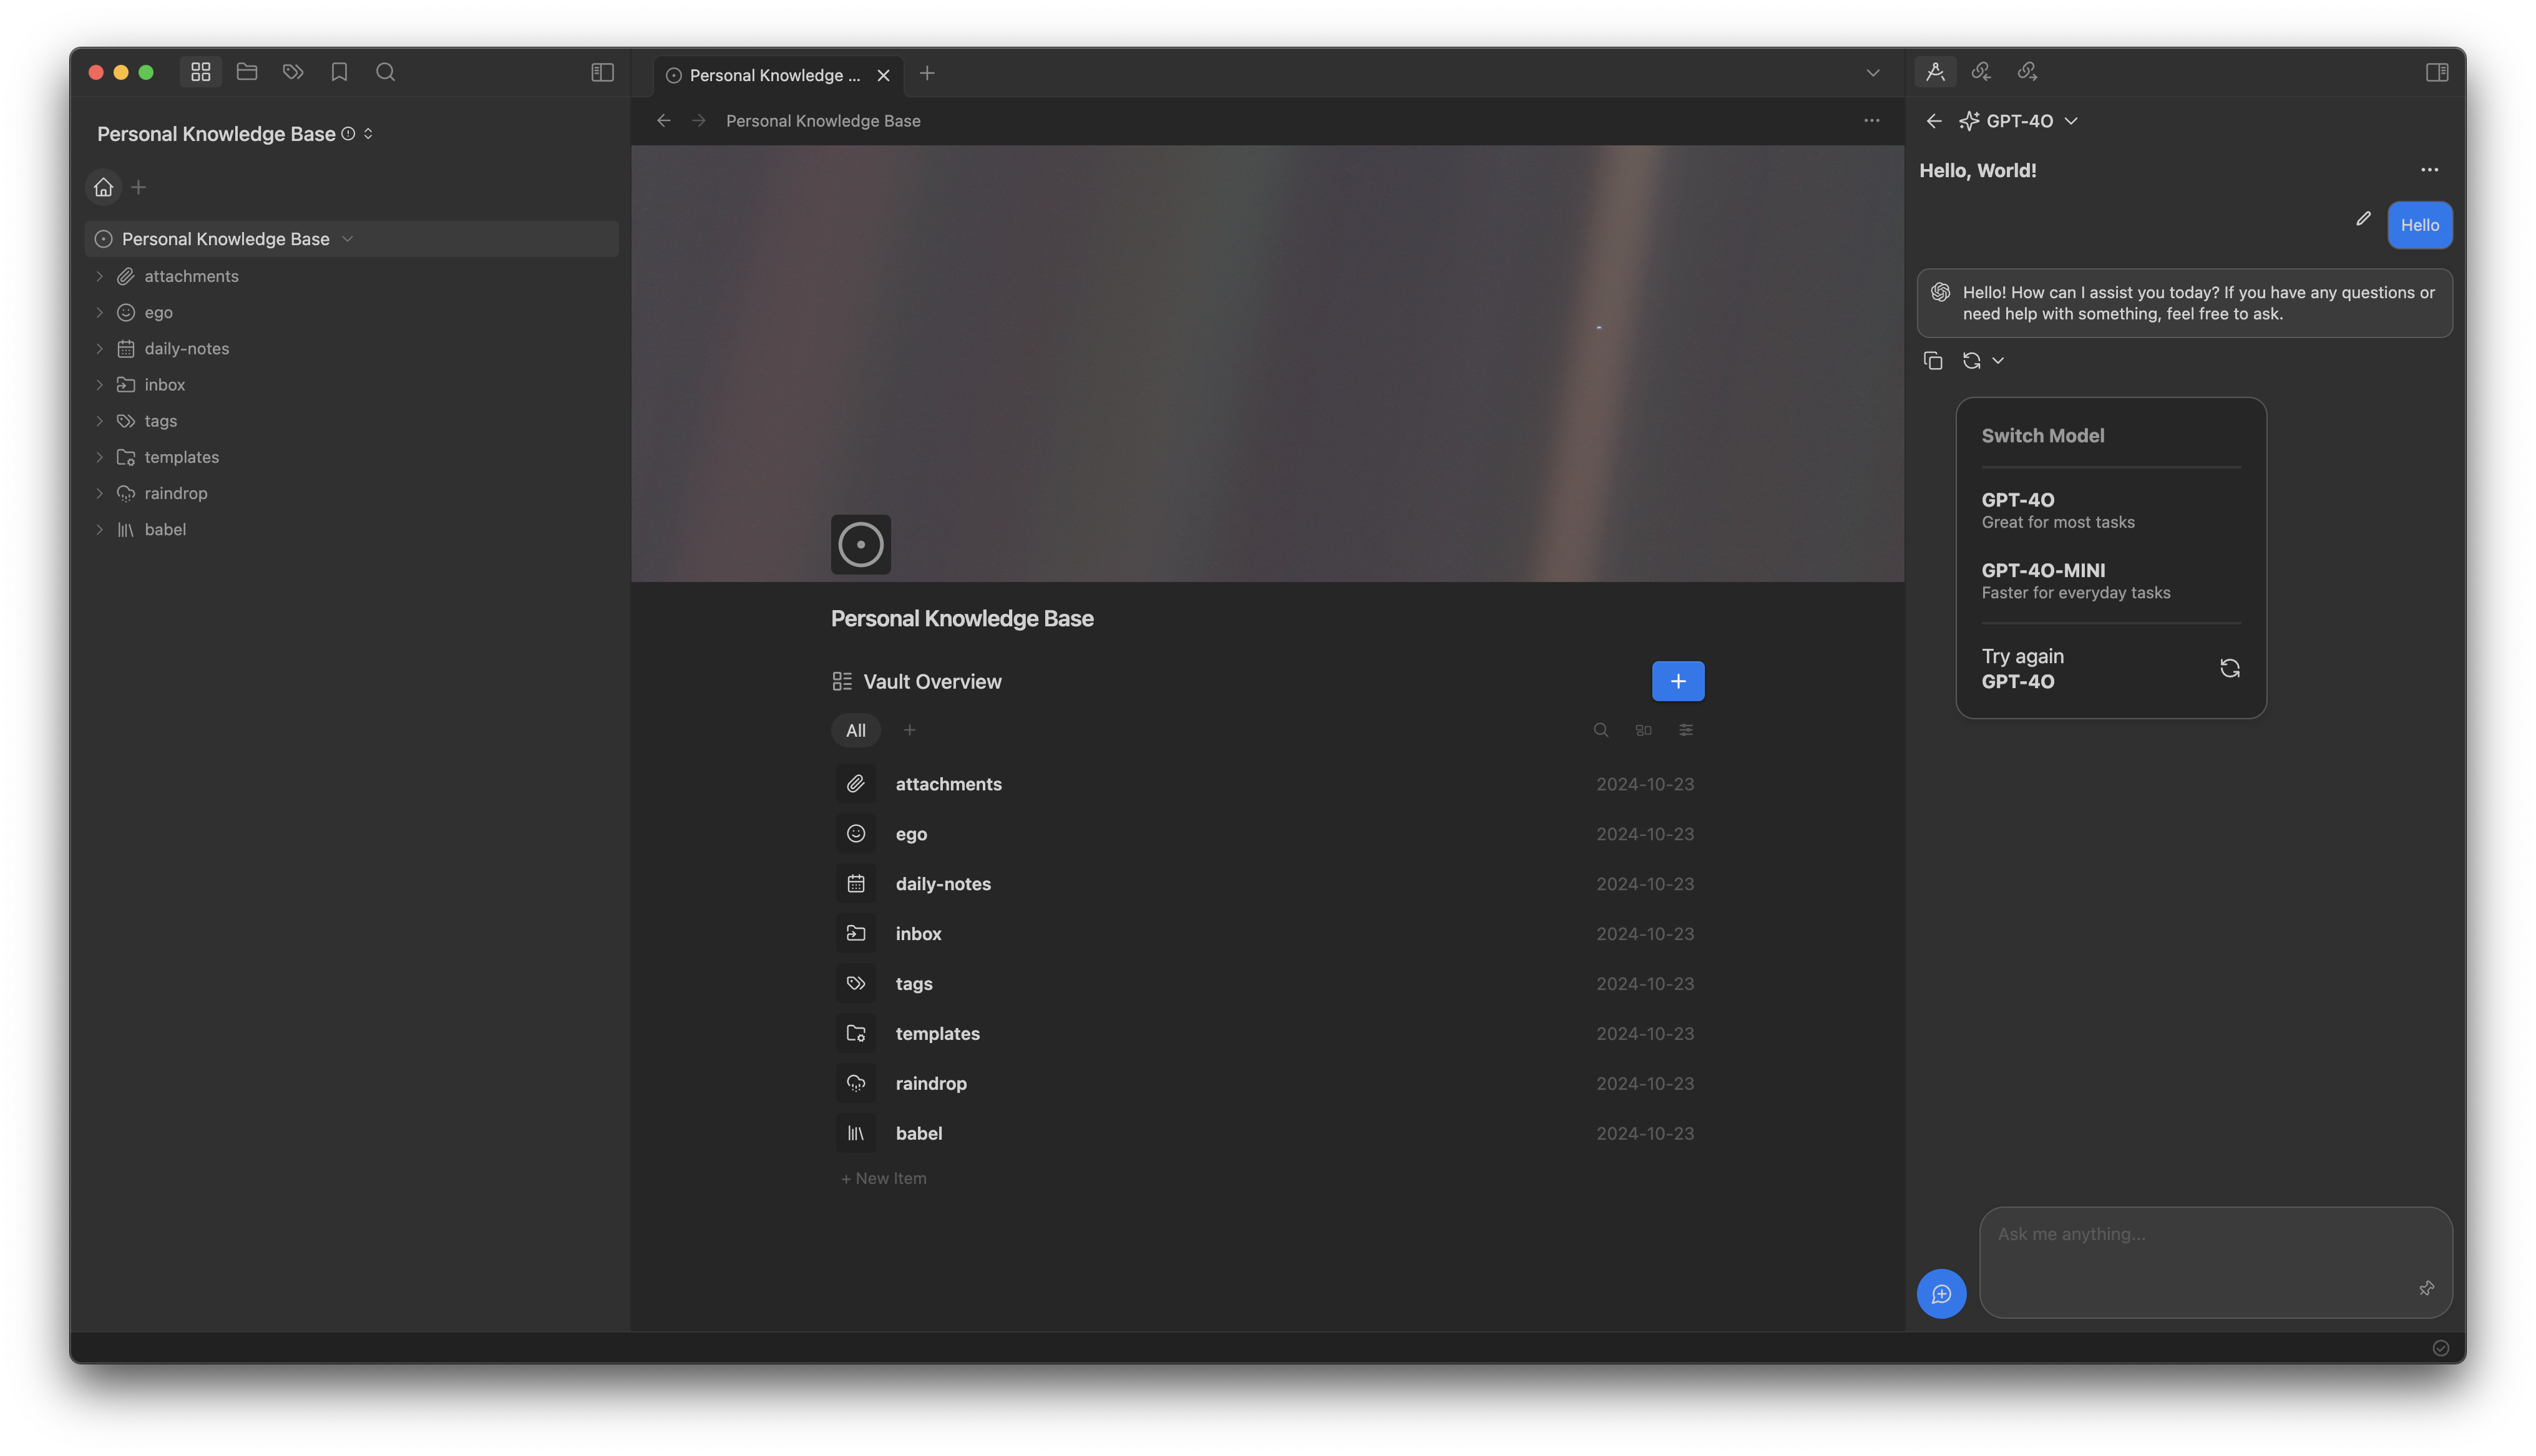 Personal Knowledge ...
Personal Knowledge Base
Personal Knowledge Base
attachments
ego
daily-notes
inbox
tags
templates
raindrop
babel
Personal Knowledge Base
Personal Knowledge Base
Vault Overview
All
attachments 2024-10-23
ego 2024-10-23
daily-notes 2024-10-23
inbox 2024-10-23
tags 2024-10-23
templates 2024-10-23
raindrop 2024-10-23
babel 2024-10-23
+ New Item
GPT-4O
Hello, World!
Hello
Hello! How can I assist you today? If you have any questions or
need help with something, feel free to ask.
Switch Model
GPT-4O
Great for most tasks
GPT-4O-MINI
Faster for everyday tasks
Try again
GPT-4O
Ask me anything...